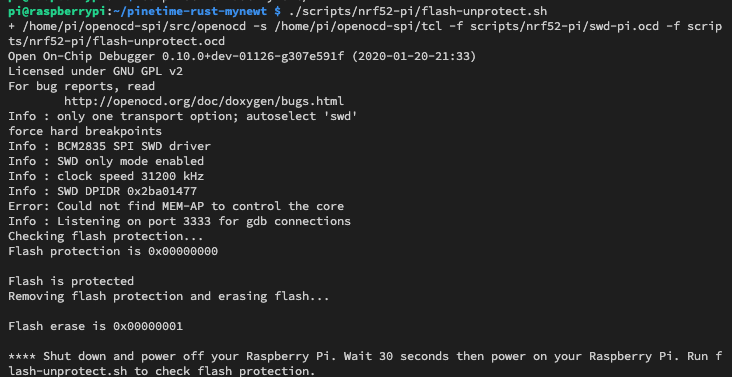 pi@raspberrypi:~/pinetime-rust-mynewt $ ./scripts/nrf52-pi/flash-unprotect.sh
+ /home/pi/openocd-spi/src/openocd -s /home/pi/openocd-spi/tcl -f scripts/nrf52-pi/swd-pi.ocd -f scrip
ts/nrf52-pi/flash-unprotect.ocd
Open On-Chip Debugger 0.10.0+dev-01126-g307e591f (2020-01-20-21:33)
Licensed under GNU GPL v2
For bug reports, read
        http://openocd.org/doc/doxygen/bugs.html
Info : only one transport option; autoselect 'swd'
force hard breakpoints
Info : BCM2835 SPI SWD driver
Info : SWD only mode enabled
Info : clock speed 31200 kHz
Info : SWD DPIDR 0x2ba01477
Error: Could not find MEM-AP to control the core
Info : Listening on port 3333 for gdb connections
Checking flash protection...
Flash protection is 0x00000000

Flash is protected
Removing flash protection and erasing flash...

Flash erase is 0x00000001

**** Shut down and power off your Raspberry Pi. Wait 30 seconds then power on your Raspberry Pi. Run f
lash-unprotect.sh to check flash protection.